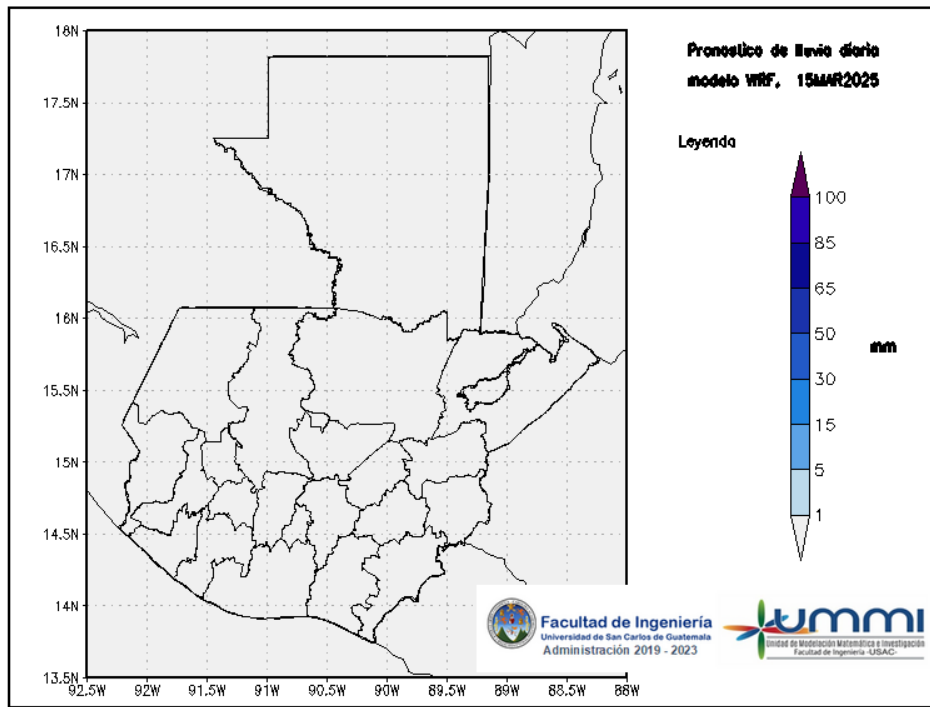 Pronostico de lluvia diaria
modelo WRF, 15MAR2025
Leyenda
100
85
65
50
30
15
5
1
mm
18N
17.5N
17N
16.5N
16N
15.5N
15N
14.5N
14N
13.5N
92.5W
92W
91.5W
91W
90.5W
90W
89.5W
89W
88.5W
88W
Facultad de Ingeniería
Universidad de San Carlos de Guatemala
Administración 2019 - 2023
UMMI
Unidad de Modelación Matemática e Investigación
Facultad de Ingeniería -USAC-